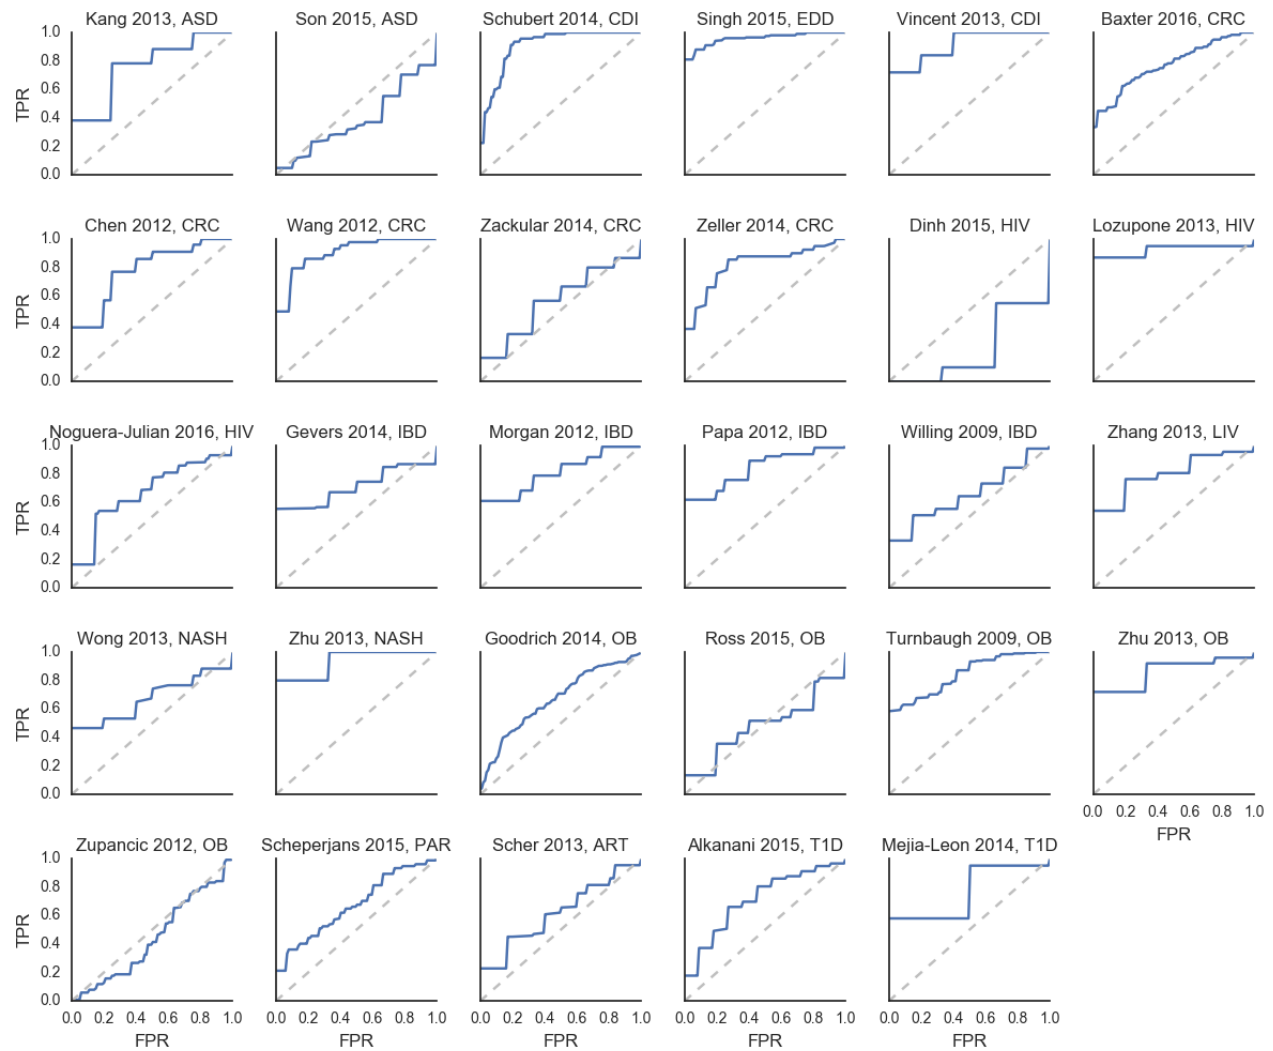 Kang 2013, ASD
Son 2015, ASD
Schubert 2014, CDI
Singh 2015, EDD
Vincent 2013, CDI
Baxter 2016, CRC
TPR
1.0
0.8
0.6
0.4
0.2
0.0
Chen 2012, CRC
Wang 2012, CRC
Zackular 2014, CRC
Zeller 2014, CRC
Dinh 2015, HIV
Lozupone 2013, HIV
TPR
1.0
0.8
0.6
0.4
0.2
0.0
Noguera-Julian 2016, HIV
Gevers 2014, IBD
Morgan 2012, IBD
Papa 2012, IBD
Willing 2009, IBD
Zhang 2013, LIV
TPR
1.0
0.8
0.6
0.4
0.2
0.0
Wong 2013, NASH
Zhu 2013, NASH
Goodrich 2014, OB
Ross 2015, OB
Turnbaugh 2009, OB
Zhu 2013, OB
TPR
1.0
0.8
0.6
0.4
0.2
0.0
0.0 0.2 0.4 0.6 0.8 1.0
FPR
Zupancic 2012, OB
Scheperjans 2015, PAR
Scher 2013, ART
Alkanani 2015, T1D
Mejia-Leon 2014, T1D
TPR
1.0
0.8
0.6
0.4
0.2
0.0
0.0 0.2 0.4 0.6 0.8 1.0
0.0 0.2 0.4 0.6 0.8 1.0
0.0 0.2 0.4 0.6 0.8 1.0
0.0 0.2 0.4 0.6 0.8 1.0
0.0 0.2 0.4 0.6 0.8 1.0
FPR
FPR
FPR
FPR
FPR